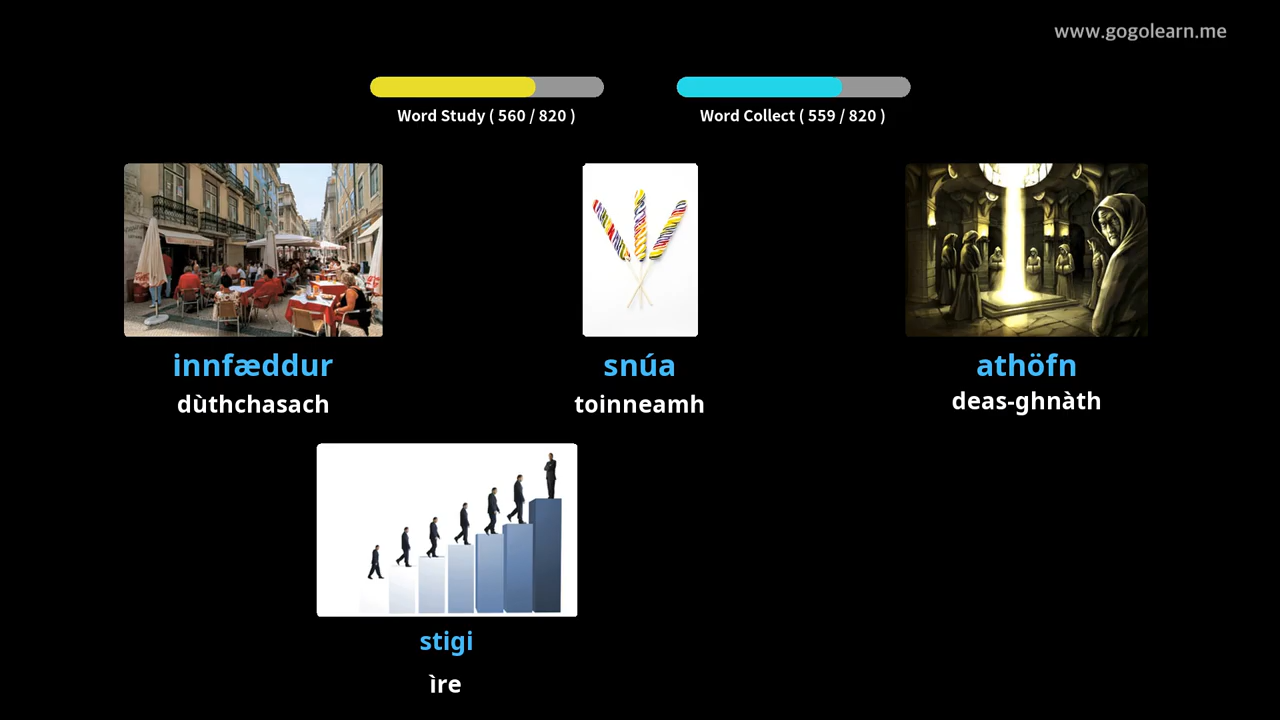 www.gogolearn.me
Word Study ( 560 / 820 )
Word Collect ( 559 / 820 )
innfæddur
dùthchasach
snúa
toinneamh
athöfn
deas-ghnàth
stigi
ìre